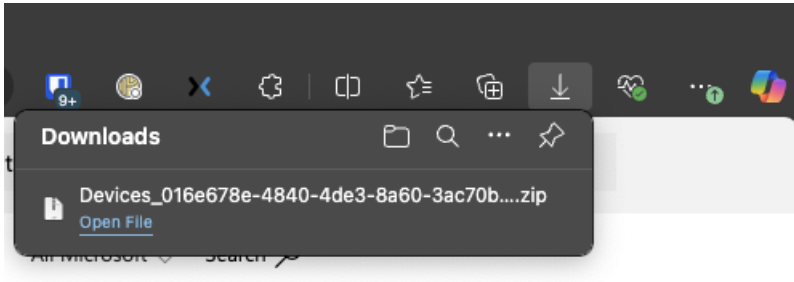 9+
Downloads
Devices_016e678e-4840-4de3-8a60-3ac70b....zip
Open File
All Microsoft
Search